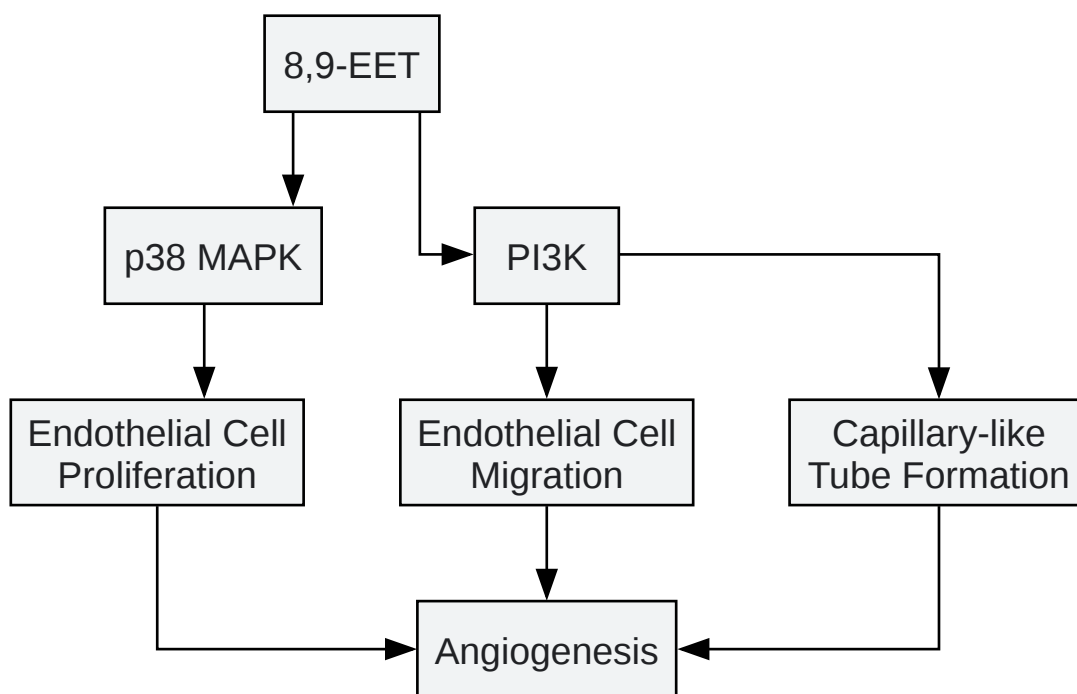 8,9-EET
p38 MAPK
PI3K
Endothelial Cell
Proliferation
Endothelial Cell
Migration
Capillary-like
Tube Formation
Angiogenesis